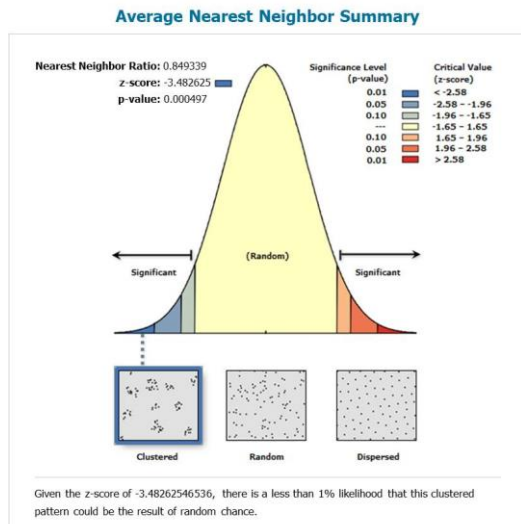 Average Nearest Neighbor Summary
Nearest Neighbor Ratio: 0.849339
z-score: -3.482625
p-value: 0.000497
Significance Level (p-value)
Critical Value (z-score)
0.01 < -2.58
0.05 -2.58 – -1.96
0.10 -1.96 – -1.65
--- -1.65 – 1.65
0.10 1.65 – 1.96
0.05 1.96 – 2.58
0.01 > 2.58
Significant
(Random)
Significant
Clustered
Random
Dispersed
Given the z-score of -3.48262546536, there is a less than 1% likelihood that this clustered
pattern could be the result of random chance.